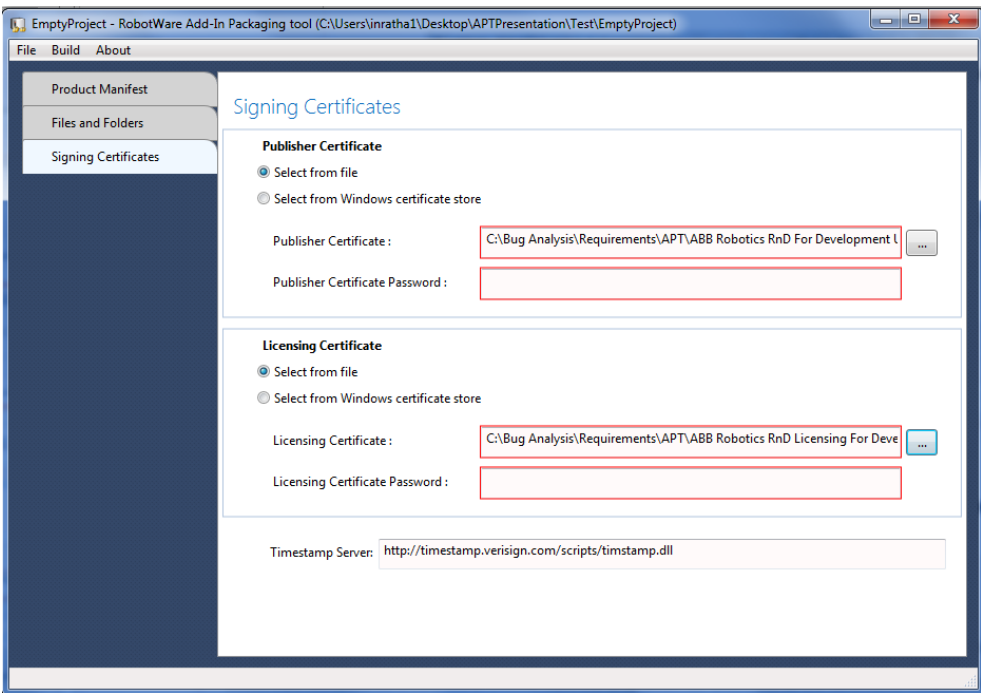 EmptyProject - RobotWare Add-In Packaging tool (C:\Users\inratha1\Desktop\APTPresentation\Test\EmptyProject)
File Build About
Product Manifest
Files and Folders
Signing Certificates
Signing Certificates
Publisher Certificate
Select from file
Select from Windows certificate store
Publisher Certificate : C:\Bug Analysis\Requirements\APT\ABB Robotics RnD For Development ...
Publisher Certificate Password :
Licensing Certificate
Select from file
Select from Windows certificate store
Licensing Certificate : C:\Bug Analysis\Requirements\APT\ABB Robotics RnD Licensing For Deve ...
Licensing Certificate Password :
Timestamp Server: http://timestamp.verisign.com/scripts/timstamp.dll